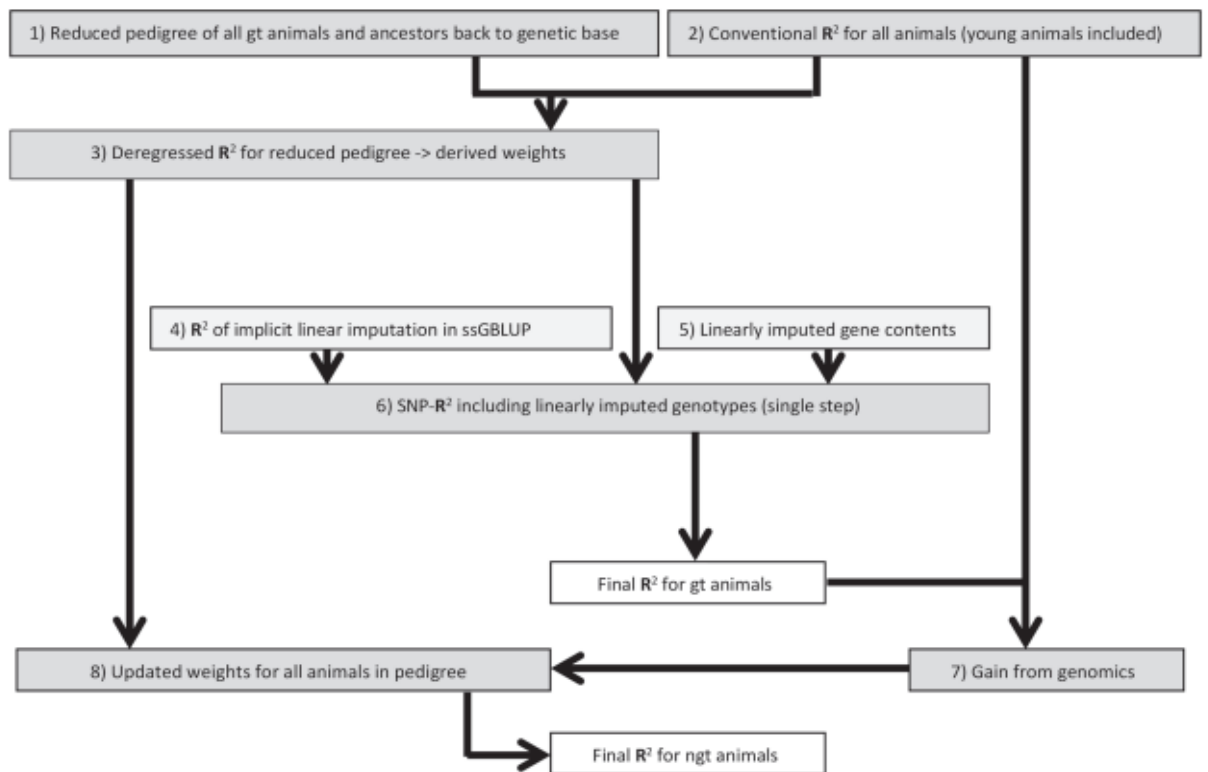 1) Reduced pedigree of all gt animals and ancestors back to genetic base
2) Conventional R² for all animals (young animals included)
3) Deregressed R² for reduced pedigree -> derived weights
4) R² of implicit linear imputation in ssGBLUP
5) Linearly imputed gene contents
6) SNP-R² including linearly imputed genotypes (single step)
Final R² for gt animals
8) Updated weights for all animals in pedigree
7) Gain from genomics
Final R² for ngt animals